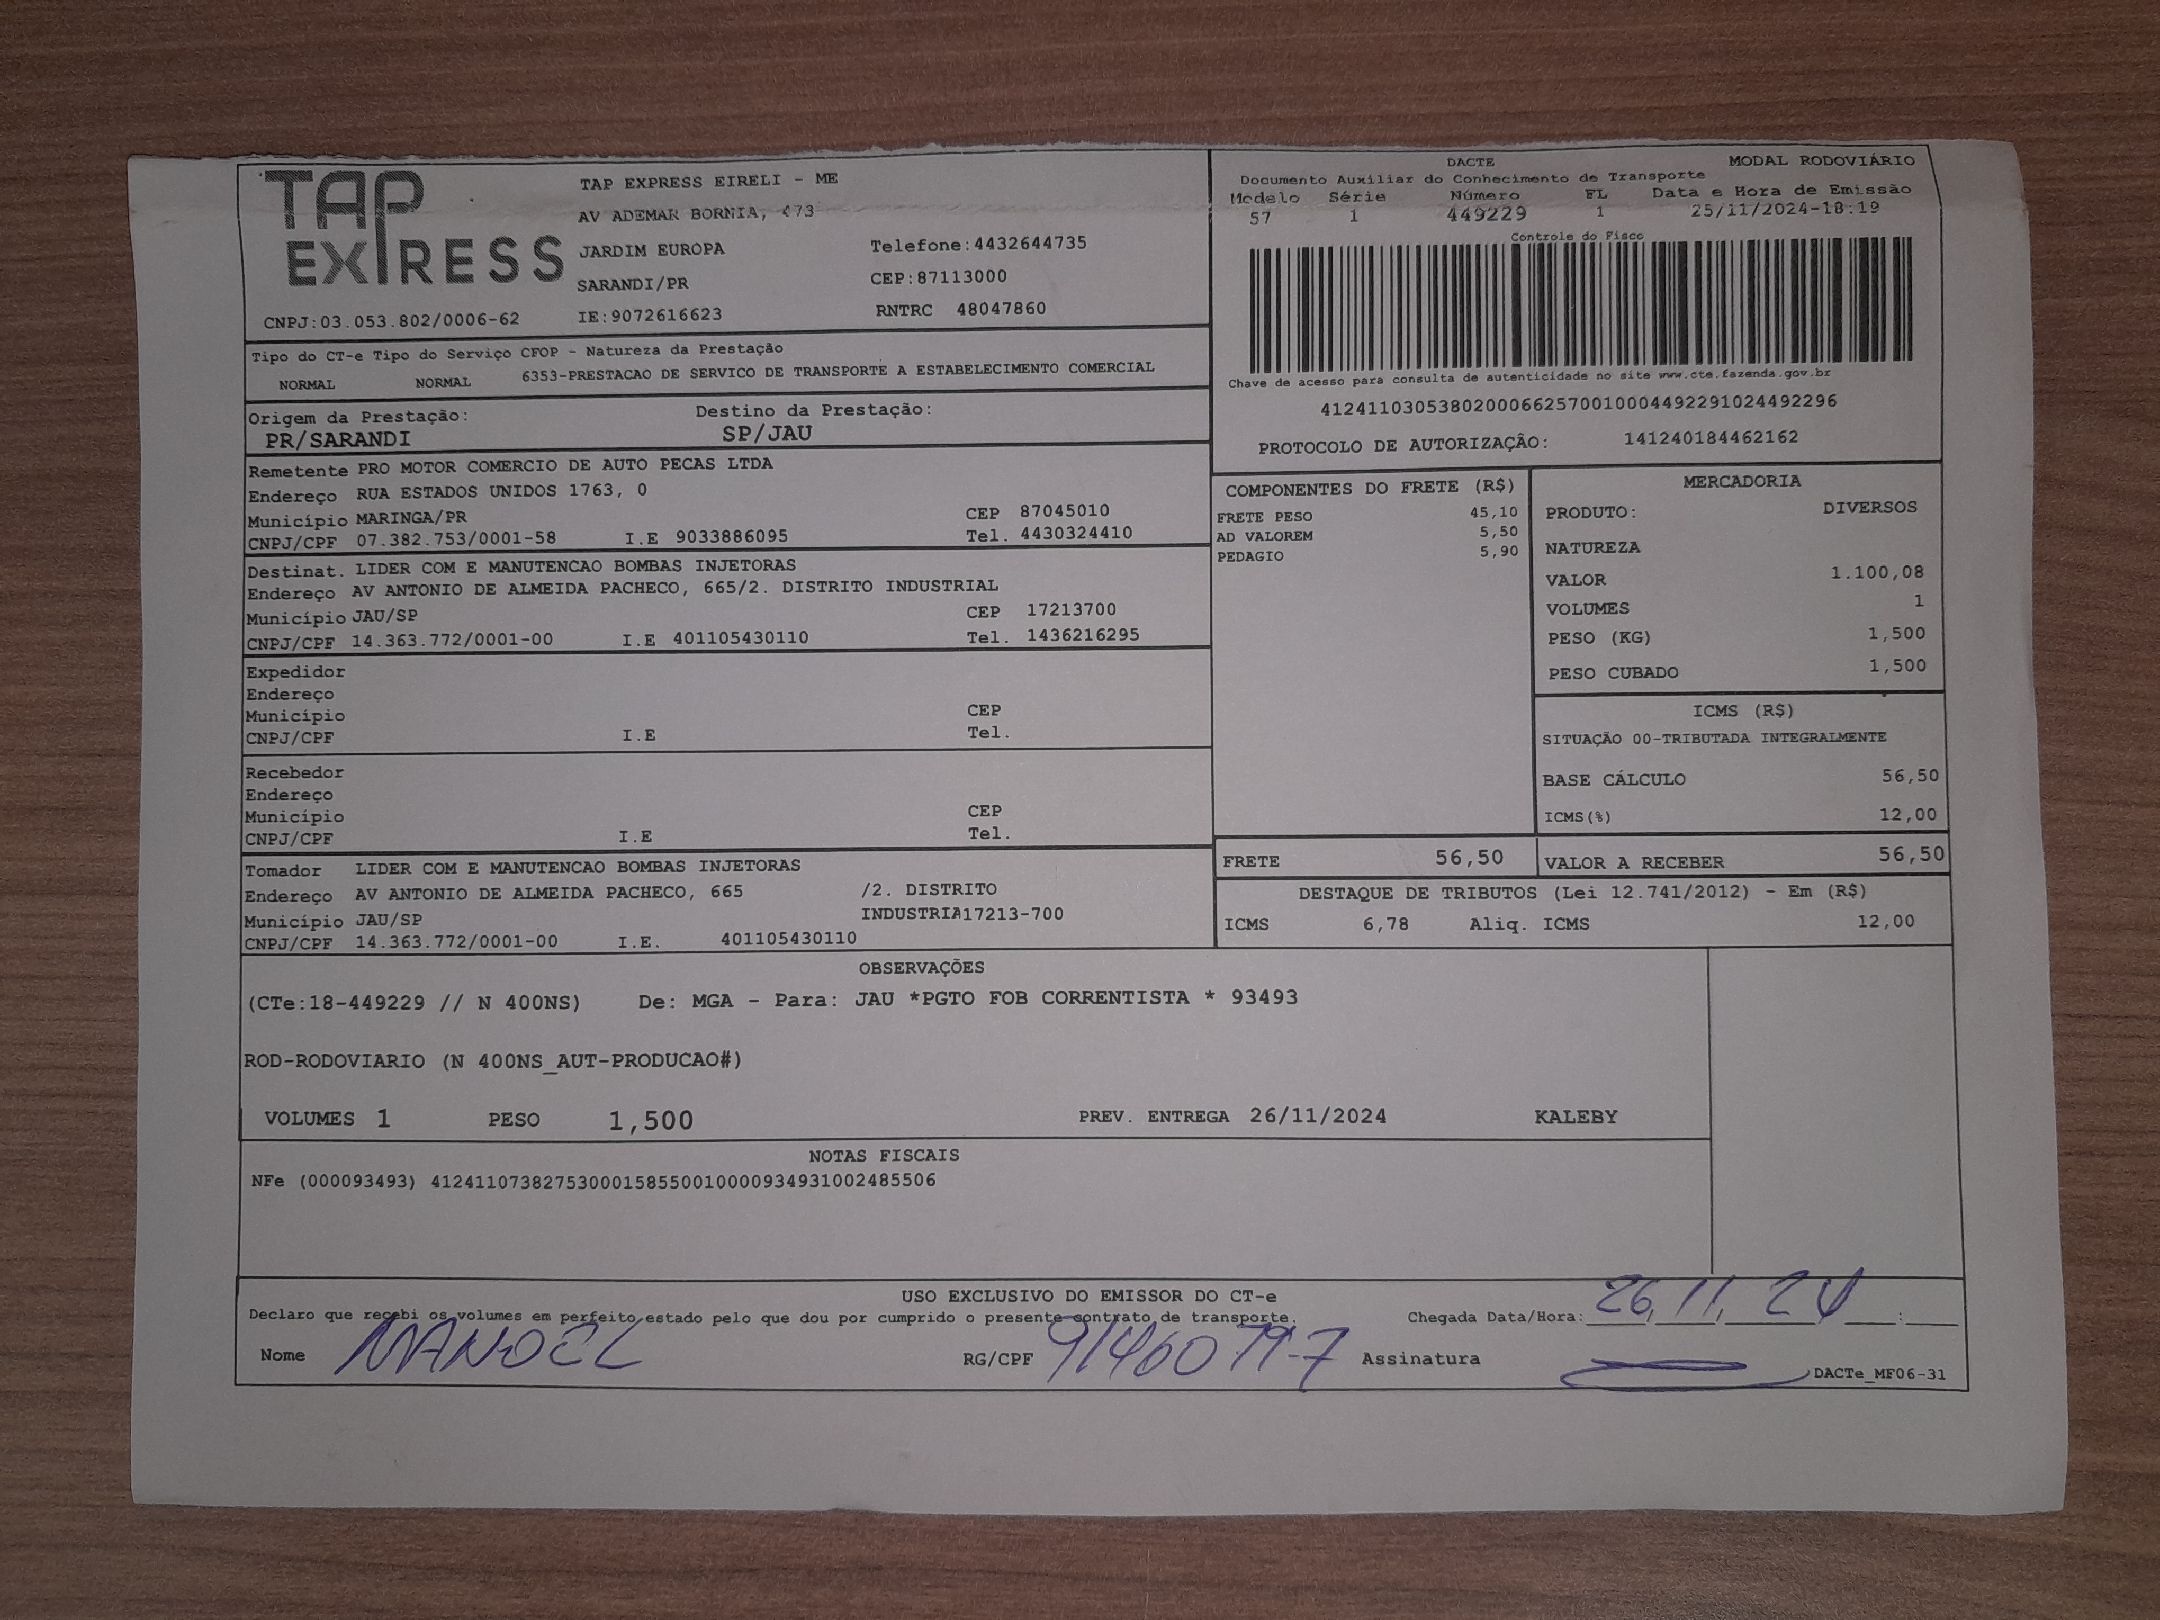 TAP EXPRESS
TAP EXPRESS EIRELI - ME
AV ADEMAR BORNIA, 473
JARDIM EUROPA Telefone:4432644735
SARANDI/PR CEP:87113000
CNPJ:03.053.802/0006-62 IE:9072616623 RNTRC 48047860
DACTE MODAL RODOVIÁRIO
Documento Auxiliar do Conhecimento de Transporte
Modelo Série Número FL Data e Hora de Emissão
57 1 449229 1 25/11/2024-18:19
Controle do Fisco
Chave de acesso para consulta de autenticidade no site www.cte.fazenda.gov.br
41241103053802000662570010004492291024492296
PROTOCOLO DE AUTORIZAÇÃO: 141240184462162
Tipo do CT-e Tipo do Serviço CFOP - Natureza da Prestação
NORMAL NORMAL 6353-PRESTACAO DE SERVICO DE TRANSPORTE A ESTABELECIMENTO COMERCIAL
Origem da Prestação: Destino da Prestação:
PR/SARANDI SP/JAU
Remetente PRO MOTOR COMERCIO DE AUTO PECAS LTDA
Endereço RUA ESTADOS UNIDOS 1763, 0
Município MARINGA/PR CEP 87045010
CNPJ/CPF 07.382.753/0001-58 I.E 9033886095 Tel. 4430324410
Destinat. LIDER COM E MANUTENCAO BOMBAS INJETORAS
Endereço AV ANTONIO DE ALMEIDA PACHECO, 665/2. DISTRITO INDUSTRIAL
Município JAU/SP CEP 17213700
CNPJ/CPF 14.363.772/0001-00 I.E 401105430110 Tel. 1436216295
Expedidor
Endereço
Município CEP
CNPJ/CPF I.E Tel.
Recebedor
Endereço
Município CEP
CNPJ/CPF I.E Tel.
Tomador LIDER COM E MANUTENCAO BOMBAS INJETORAS
Endereço AV ANTONIO DE ALMEIDA PACHECO, 665 /2. DISTRITO
Município JAU/SP INDUSTRIA17213-700
CNPJ/CPF 14.363.772/0001-00 I.E. 401105430110
COMPONENTES DO FRETE (R$)
FRETE PESO 45,10
AD VALOREM 5,50
PEDAGIO 5,90
MERCADORIA
PRODUTO: DIVERSOS
NATUREZA
VALOR 1.100,08
VOLUMES 1
PESO (KG) 1,500
PESO CUBADO 1,500
ICMS (R$)
SITUAÇÃO 00-TRIBUTADA INTEGRALMENTE
BASE CÁLCULO 56,50
ICMS(%) 12,00
FRETE 56,50 VALOR A RECEBER 56,50
DESTAQUE DE TRIBUTOS (Lei 12.741/2012) - Em (R$)
ICMS 6,78 Aliq. ICMS 12,00
OBSERVAÇÕES
(CTe:18-449229 // N 400NS) De: MGA - Para: JAU *PGTO FOB CORRENTISTA * 93493
ROD-RODOVIARIO (N 400NS_AUT-PRODUCAO#)
VOLUMES 1 PESO 1,500 PREV. ENTREGA 26/11/2024 KALEBY
NOTAS FISCAIS
NFe (000093493) 41241107382753000158550010000934931002485506
USO EXCLUSIVO DO EMISSOR DO CT-e
Declaro que recebi os volumes em perfeito estado pelo que dou por cumprido o presente contrato de transporte. Chegada Data/Hora: 26, 11, 24 :
Nome MANOEL RG/CPF 9146079-7 Assinatura
DACTe_MF06-31